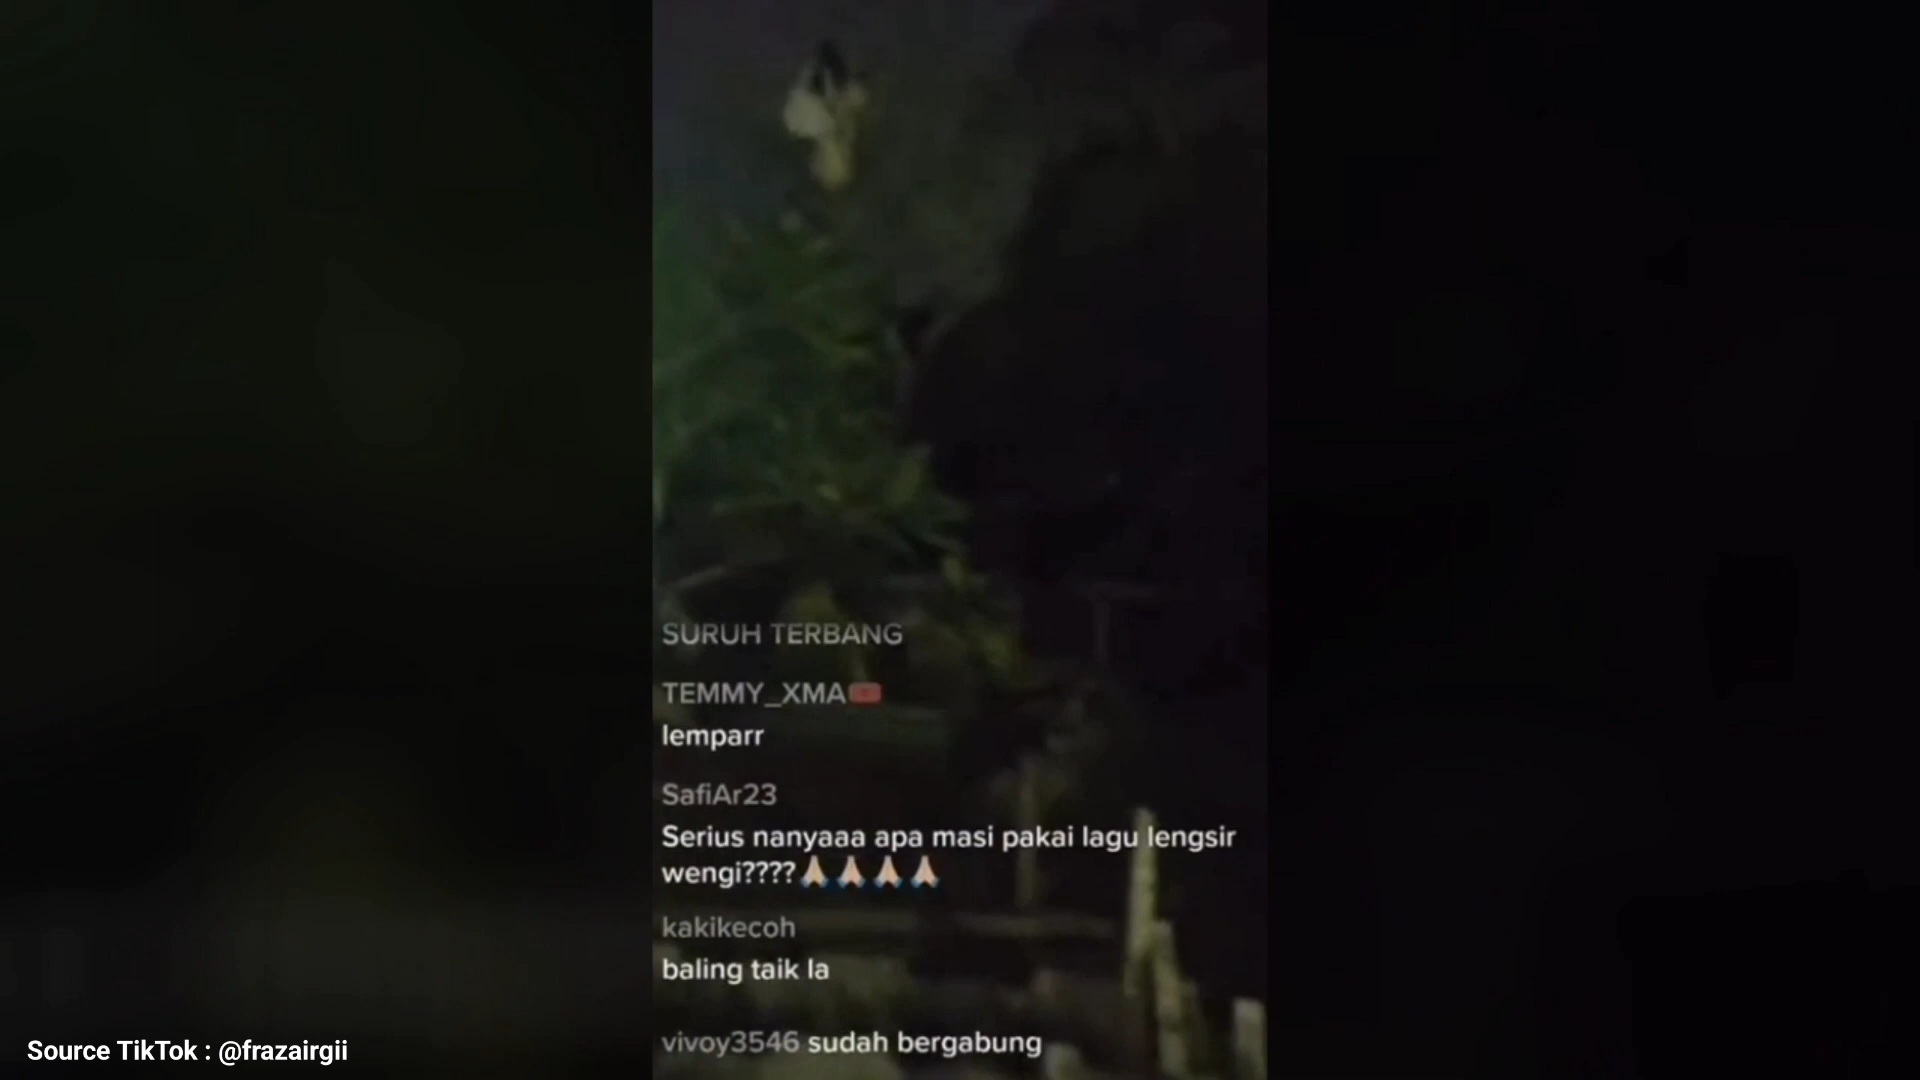 SURUH TERBANG
TEMMY_XMA
lemparr
SafiAr23
Serius nanyaaa apa masi pakai lagu lengsir
wengi????🙏🏻🙏🏻🙏🏻🙏🏻
kakikecoh
baling taik la
vivoy3546 sudah bergabung
Source TikTok : @frazairgii